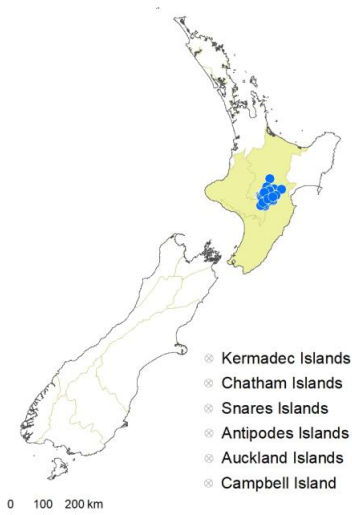 Kermadec Islands
Chatham Islands
Snares Islands
Antipodes Islands
Auckland Islands
Campbell Island
0 100 200 km